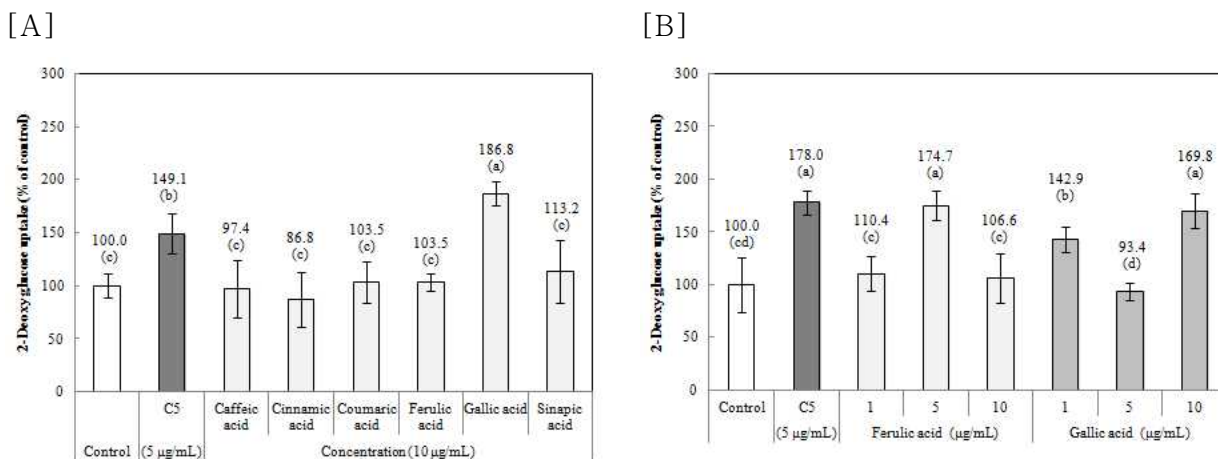 [A]
300
250
200
150
100
50
0
2-Deoxyglucose uptake (% of control)
100.0
(c)
149.1
(b)
97.4
(c)
86.8
(c)
103.5
(c)
103.5
(c)
186.8
(a)
113.2
(c)
C5
Caffeic acid
Cinnamic acid
Coumaric acid
Ferulic acid
Gallic acid
Sinapic acid
Control
(5 μg/mL)
Concentration (10 μg/mL)
[B]
300
250
200
150
100
50
0
2-Deoxyglucose uptake (% of control)
100.0
(cd)
178.0
(a)
110.4
(c)
174.7
(a)
106.6
(c)
142.9
(b)
93.4
(d)
169.8
(a)
Control
C5
1
5
10
1
5
10
(5 μg/mL)
Ferulic acid (μg/mL)
Gallic acid (μg/mL)